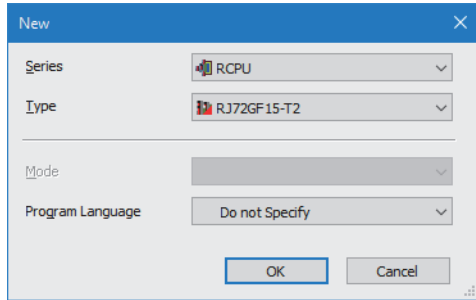 New
Series
RCPU
Type
RJ72GF15-T2
Mode
Program Language
Do not Specify
OK
Cancel